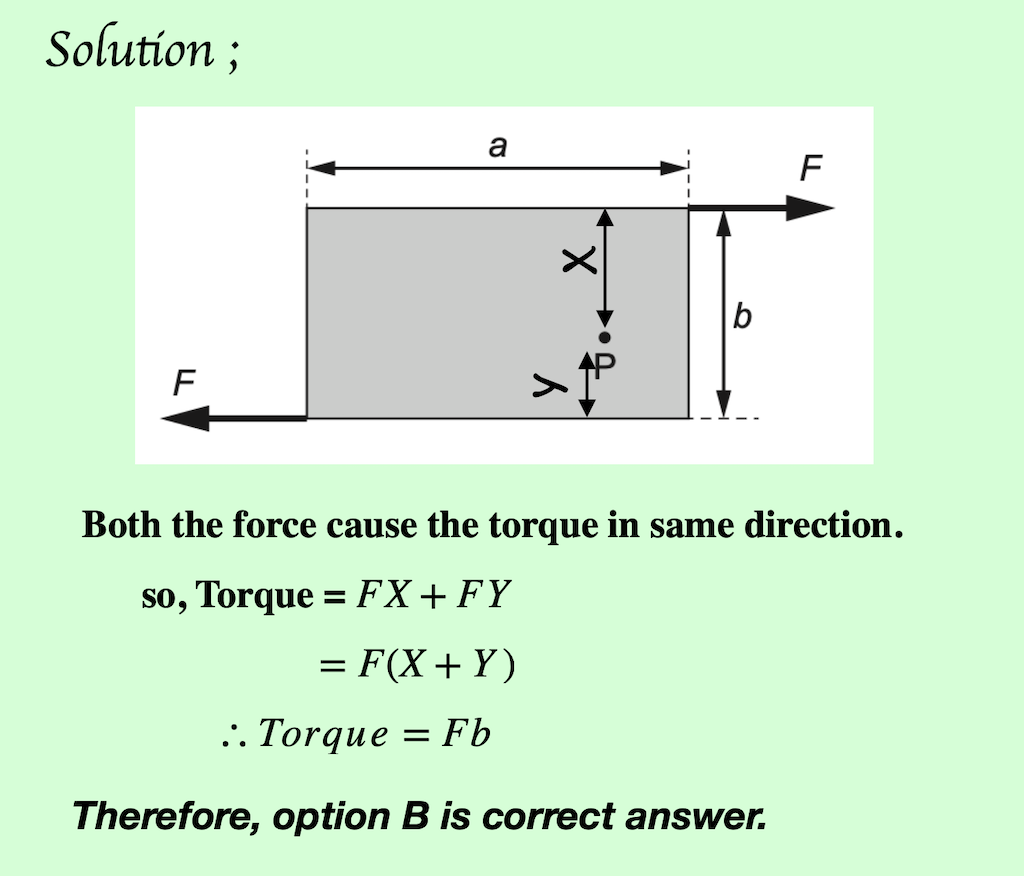 Solution ;
a
F
X
b
P
F
y
Both the force cause the torque in same direction.
so, Torque = FX + FY
= F(X + Y)
∴ Torque = Fb
Therefore, option B is correct answer.